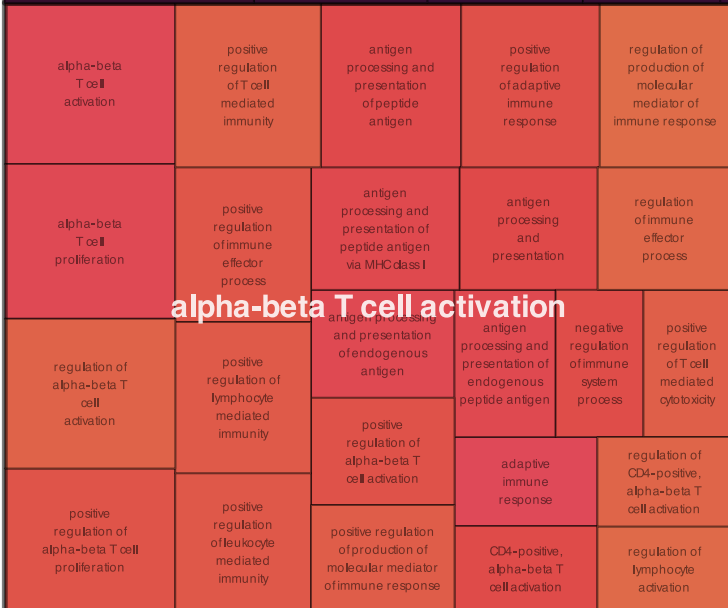 alpha-beta
T cell
activation
positive
regulation
of T cell
mediated
immunity
antigen
processing and
presentation
of peptide
antigen
positive
regulation
of adaptive
immune
response
regulation of
production of
molecular
mediator of
immune response
alpha-beta
T cell
proliferation
positive
regulation
of immune
effector
process
antigen
processing and
presentation of
peptide antigen
via MHC class I
antigen
processing
and
presentation
regulation
of immune
effector
process
alpha-beta T cell activation
regulation of
alpha-beta T
cell
activation
positive
regulation of
lymphocyte
mediated
immunity
antigen processing
and presentation
of endogenous
antigen
antigen
processing and
presentation of
endogenous
peptide antigen
negative
regulation
of immune
system
process
positive
regulation
of T cell
mediated
cytotoxicity
positive
regulation of
alpha-beta T
cell activation
adaptive
immune
response
regulation of
CD4-positive,
alpha-beta T
cell activation
positive
regulation of
alpha-beta T cell
proliferation
positive
regulation
of leukocyte
mediated
immunity
positive regulation
of production of
molecular mediator
of immune response
CD4-positive,
alpha-beta T
cell activation
regulation of
lymphocyte
activation